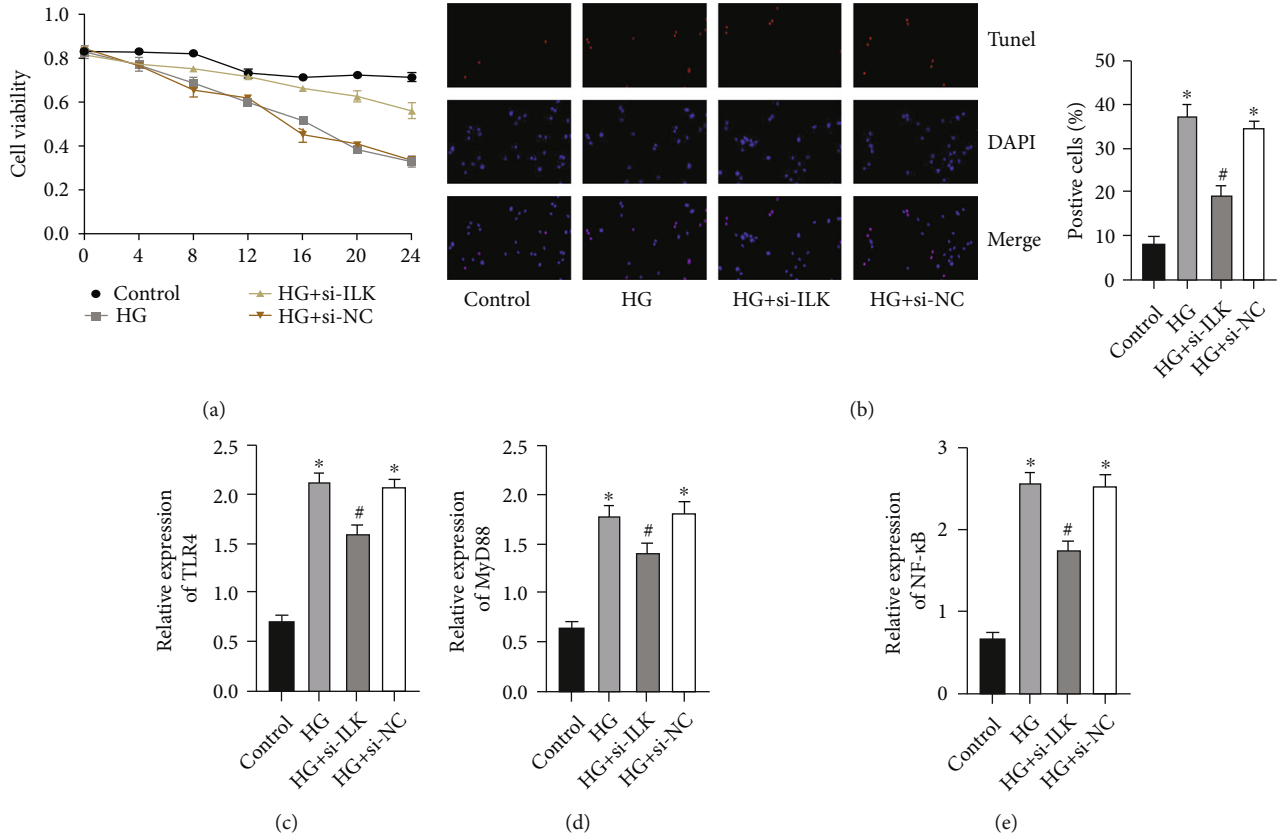 1.0
0.8
0.6
0.4
0.2
0.0
Cell viability
0
4
8
12
16
20
24
Control
HG
HG+si-ILK
HG+si-NC
(a)
Tunel
DAPI
Merge
Control
HG
HG+si-ILK
HG+si-NC
50
40
30
20
10
0
Postive cells (%)
*
#
*
Control
HG
HG+si-ILK
HG+si-NC
(b)
2.5
2.0
1.5
1.0
0.5
0.0
Relative expression
of TLR4
*
#
*
Control
HG
HG+si-ILK
HG+si-NC
(c)
2.5
2.0
1.5
1.0
0.5
0.0
Relative expression
of MyD88
*
#
*
Control
HG
HG+si-ILK
HG+si-NC
(d)
3
2
1
0
Relative expression
of NF-κB
*
#
*
Control
HG
HG+si-ILK
HG+si-NC
(e)